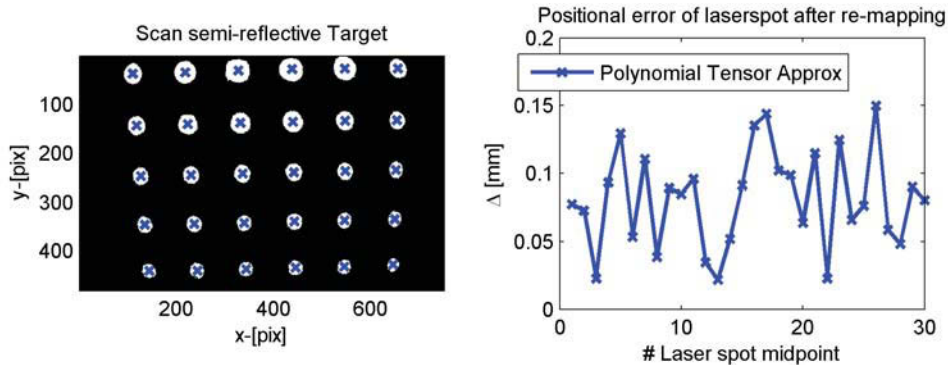 Scan semi-reflective Target
y-[pix]
100
200
300
400
200 400 600
x-[pix]
Positional error of laserspot after re-mapping
Polynomial Tensor Approx
Δ [mm]
0.2
0.15
0.1
0.05
0
0 10 20 30
# Laser spot midpoint